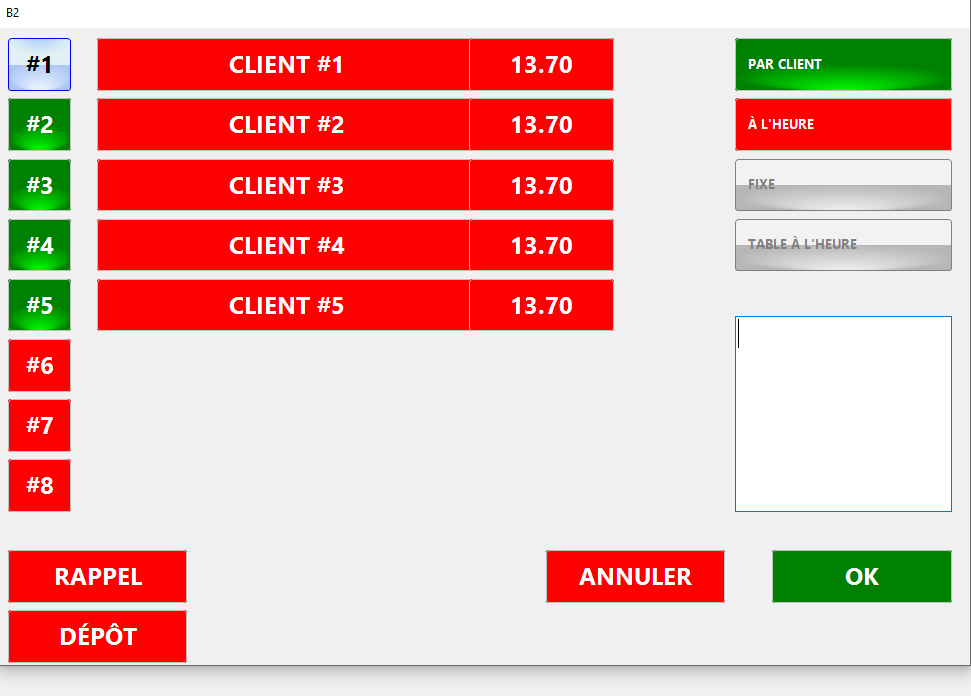 B2
#1 CLIENT #1 13.70 PAR CLIENT
#2 CLIENT #2 13.70 À L'HEURE
#3 CLIENT #3 13.70 FIXE
#4 CLIENT #4 13.70 TABLE À L'HEURE
#5 CLIENT #5 13.70
#6
#7
#8
RAPPEL ANNULER OK
DÉPÔT